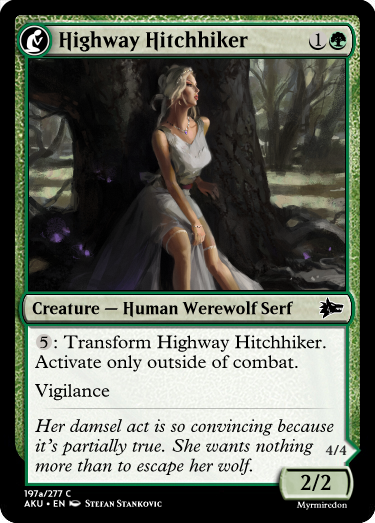 Highway Hitchhiker 1
Creature — Human Werewolf Serf
5: Transform Highway Hitchhiker.
Activate only outside of combat.
Vigilance
Her damsel act is so convincing because
it's partially true. She wants nothing
more than to escape her wolf.
4/4
2/2
197a/277 C
AKU • EN Stefan Stankovic
Myrmiredon